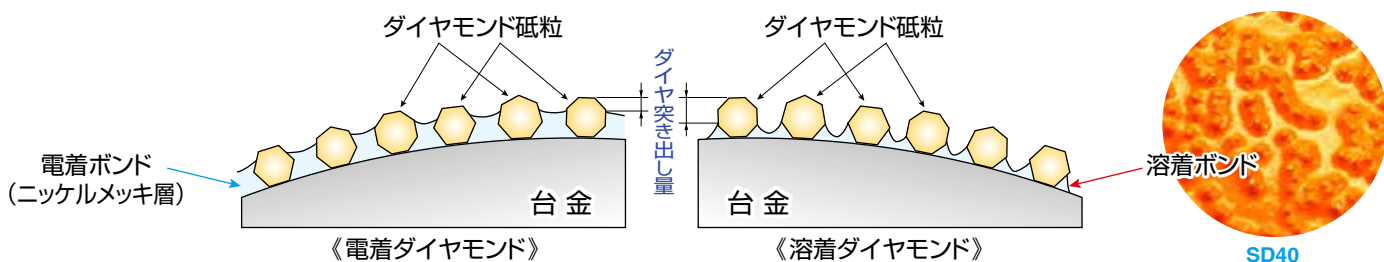 ダイヤモンド砥粒
ダイヤ突き出し量
ダイヤモンド砥粒
電着ボンド
(ニッケルメッキ層)
溶着ボンド
台金
台金
《電着ダイヤモンド》
《溶着ダイヤモンド》
SD40